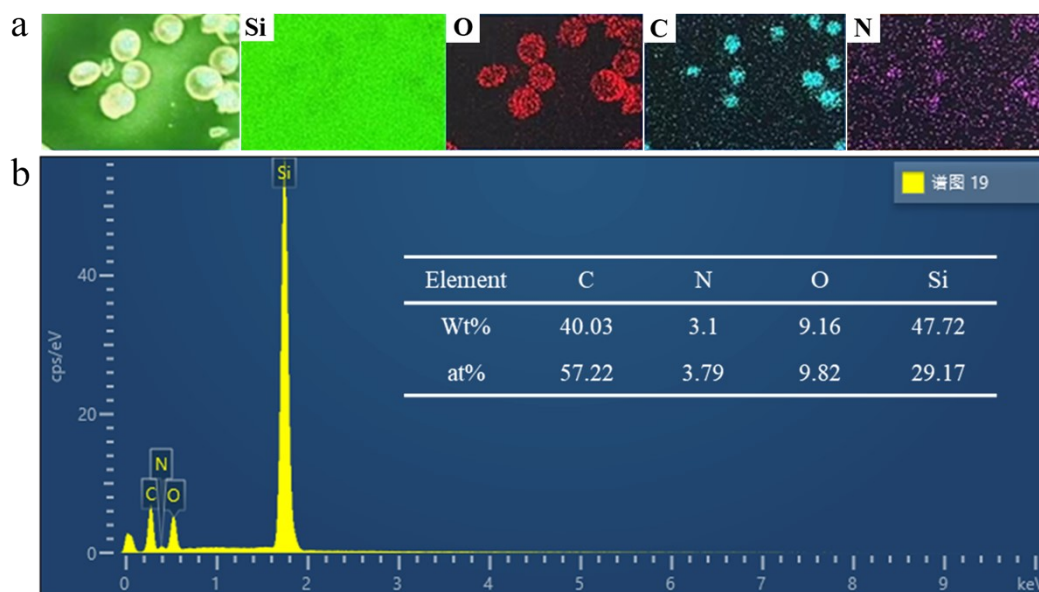 a
Si
O
C
N
b
Si
谱图 19
40
cps/eV
Element C N O Si
Wt% 40.03 3.1 9.16 47.72
at% 57.22 3.79 9.82 29.17
20
N
C
O
0
0 1 2 3 4 5 6 7 8 9 keV